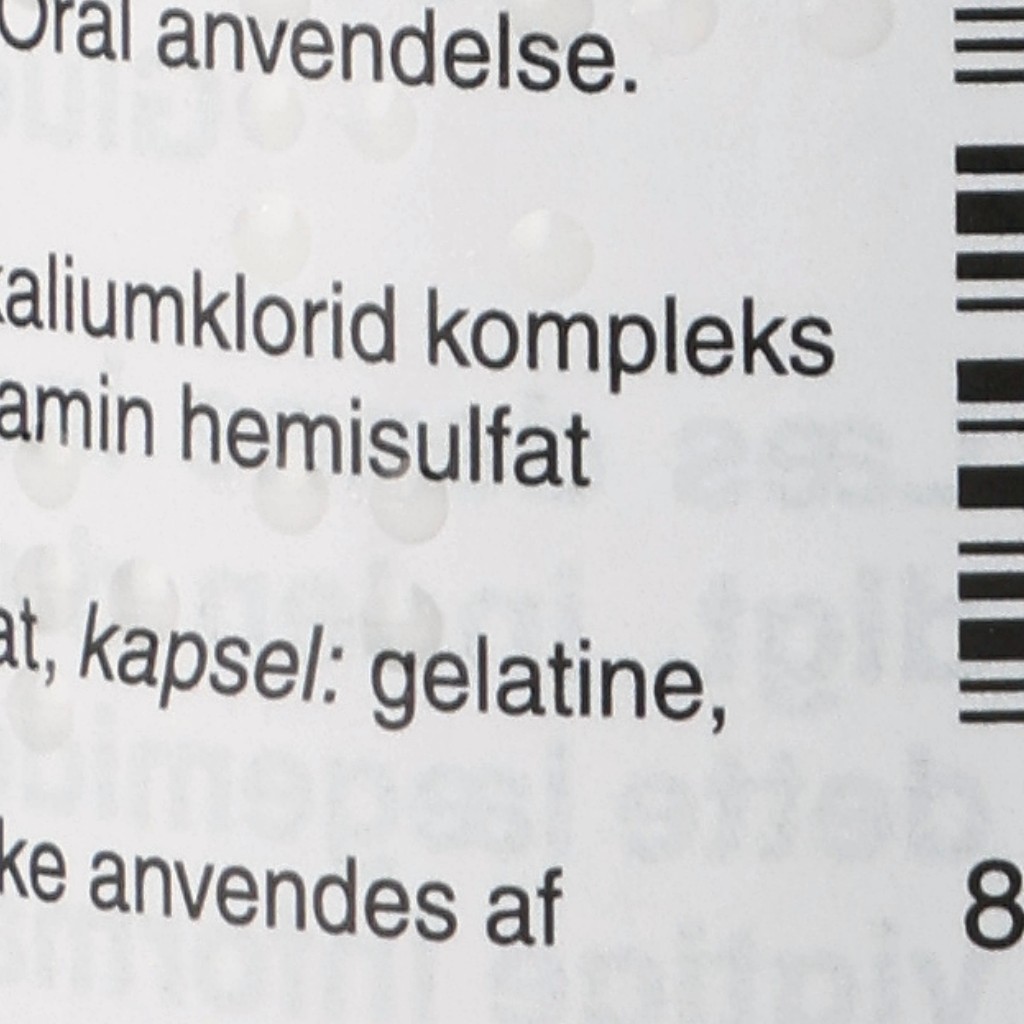 Oral anvendelse.
kaliumklorid kompleks
amin hemisulfat
at, kapsel: gelatine,
ke anvendes af
8